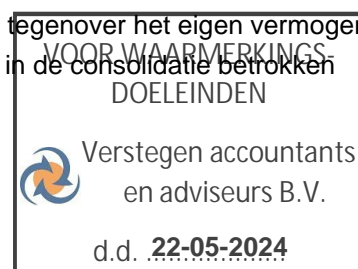 tegenover het eigen vermogen
VOOR WAARMERKINGS-
in de consolidatie betrokken
DOELEINDEN
Verstegen accountants
en adviseurs B.V.
d.d. 22-05-2024